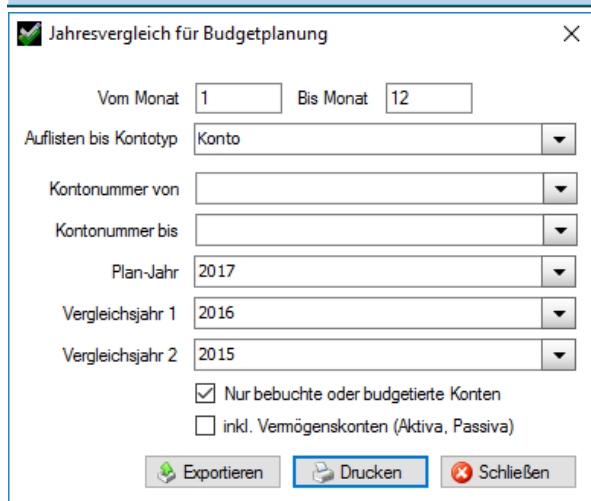 Jahresvergleich für Budgetplanung
Vom Monat 1 Bis Monat 12
Auflisten bis Kontotyp Konto
Kontonummer von
Kontonummer bis
Plan-Jahr 2017
Vergleichsjahr 1 2016
Vergleichsjahr 2 2015
Nur bebuchte oder budgetierte Konten
inkl. Vermögenskonten (Aktiva, Passiva)
Exportieren Drucken Schließen